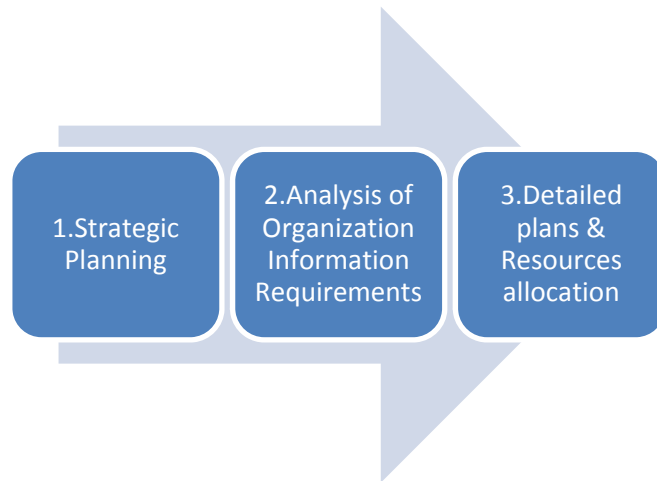 1.Strategic
Planning
2.Analysis of
Organization
Information
Requirements
3.Detailed
plans &
Resources
allocation